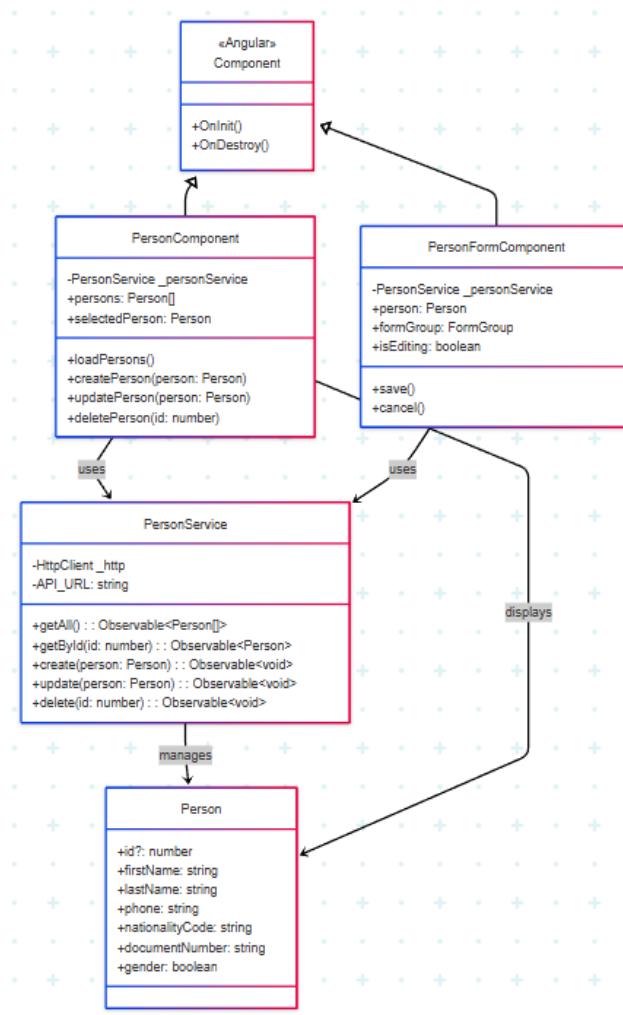 «Angular»
Component
+OnInit()
+OnDestroy()
PersonComponent
-PersonService _personService
+persons: Person[]
+selectedPerson: Person
+loadPersons()
+createPerson(person: Person)
+updatePerson(person: Person)
+deletePerson(id: number)
PersonFormComponent
-PersonService _personService
+person: Person
+formGroup: FormGroup
+isEditing: boolean
+save()
+cancel()
uses
uses
PersonService
-HttpClient _http
-API_URL: string
+getAll() : : Observable<Person[]>
+getById(id: number) : : Observable<Person>
+create(person: Person) : : Observable<void>
+update(person: Person) : : Observable<void>
+delete(id: number) : : Observable<void>
displays
manages
Person
+id?: number
+firstName: string
+lastName: string
+phone: string
+nationalityCode: string
+documentNumber: string
+gender: boolean